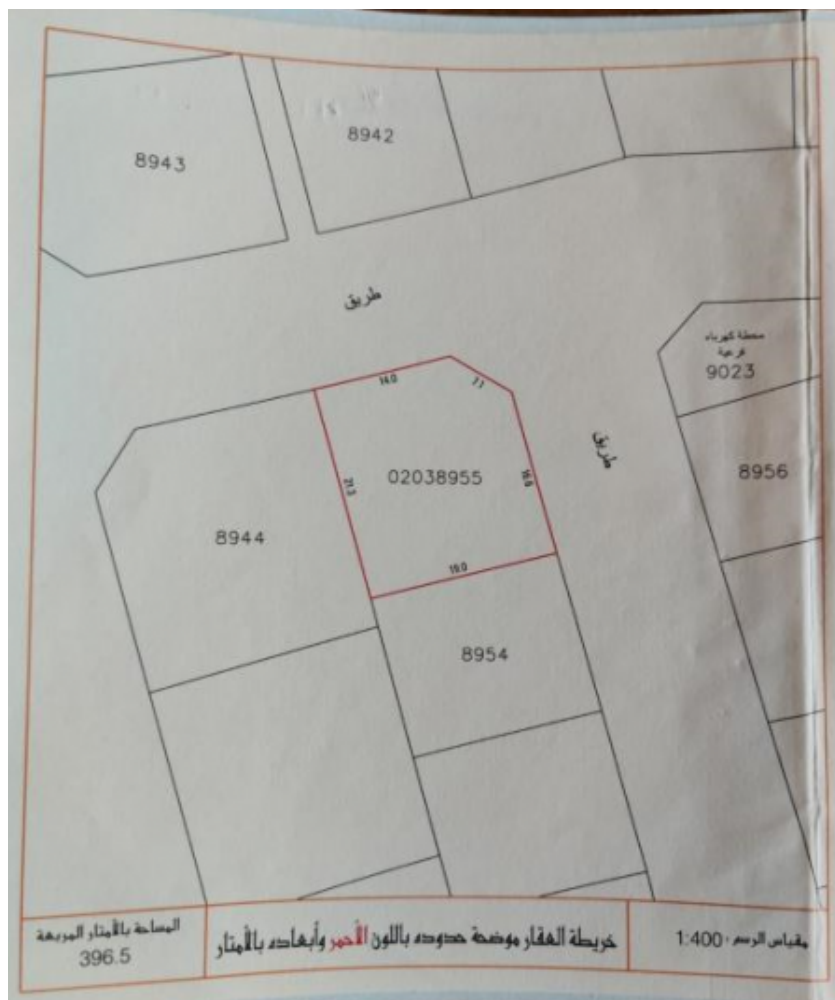 8943
8942
طريق
محطة كهرباء
فرعية
9023
14.0
7.1
طريق
02038955
21.3
16.6
8956
8944
19.0
8954
المساحة بالأمتار المربعة
396.5
خريطة العقار موضحة حدوده باللون الأحمر وأبعاده بالأمتار
مقياس الرسم 1:400